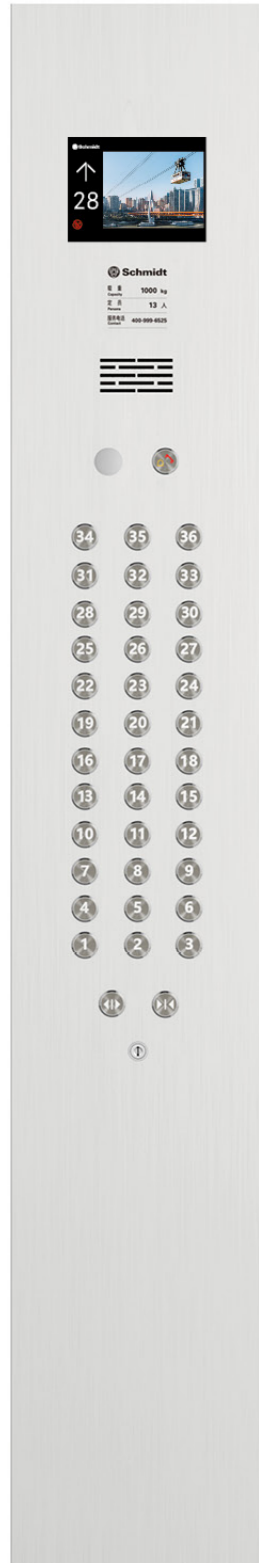 Schmidt
28
Schmidt
载 重 1000 kg
Capacity
定 员 13 人
Persons
服务电话 400-999-6525
Contact
34 35 36
31 32 33
28 29 30
25 26 27
22 23 24
19 20 21
16 17 18
13 14 15
10 11 12
7 8 9
4 5 6
1 2 3